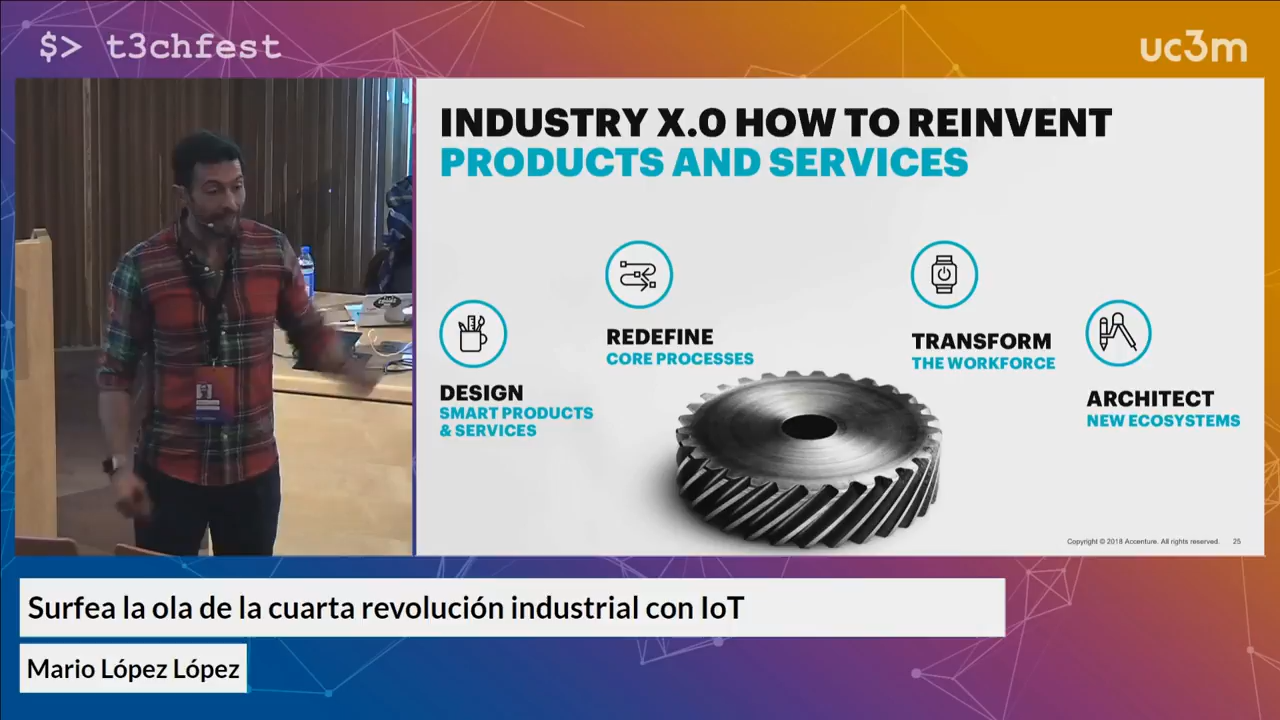 $> t3chfest
uc3m
INDUSTRY X.0 HOW TO REINVENT
PRODUCTS AND SERVICES
DESIGN
SMART PRODUCTS
& SERVICES
REDEFINE
CORE PROCESSES
TRANSFORM
THE WORKFORCE
ARCHITECT
NEW ECOSYSTEMS
Copyright © 2018 Accenture. All rights reserved. 25
Surfea la ola de la cuarta revolución industrial con IoT
Mario López López